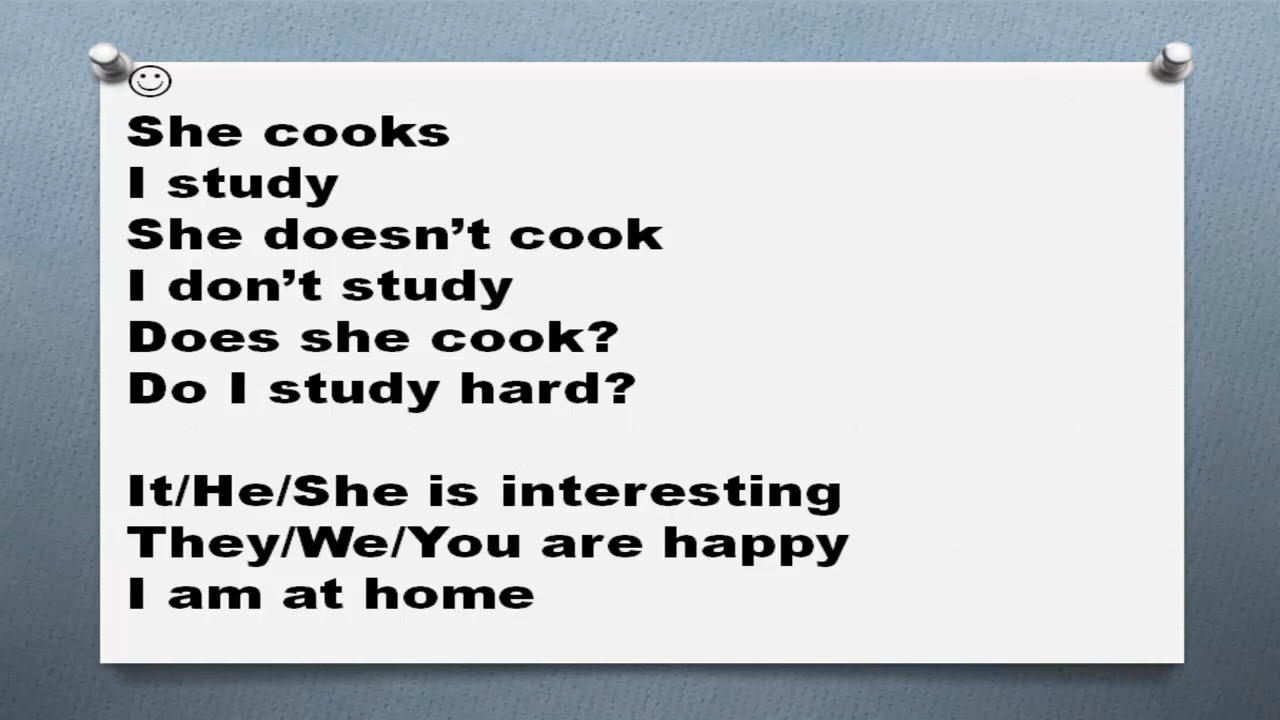 She cooks
I study
She doesn’t cook
I don’t study
Does she cook?
Do I study hard?
It/He/She is interesting
They/We/You are happy
I am at home